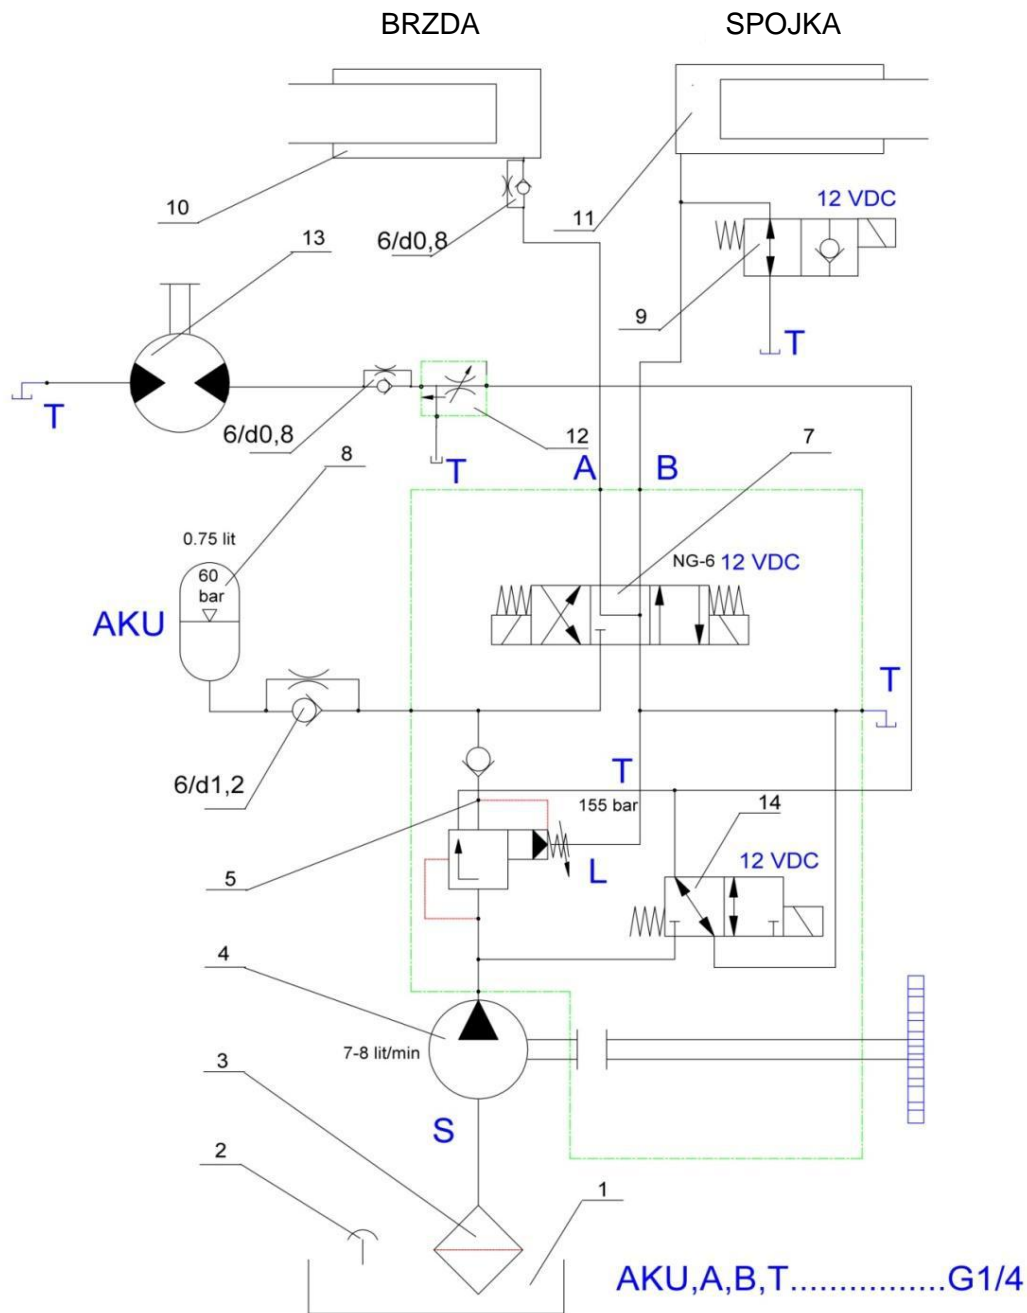 BRZDA
SPOJKA
10
11
12 VDC
6/d0,8
13
9
T
T
6/d0,8
12
8
T
A
B
7
0.75 lit
60
bar
NG-6 12 VDC
AKU
T
6/d1,2
T
155 bar
14
5
L
12 VDC
4
7-8 lit/min
3
S
2
1
AKU,A,B,T................G1/4